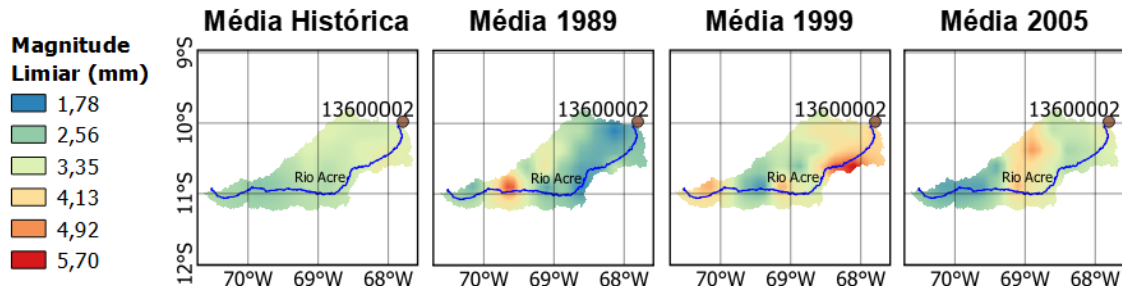 Média Histórica
Média 1989
Média 1999
Média 2005
Magnitude
Limiar (mm)
1,78
2,56
3,35
4,13
4,92
5,70
9°S
10°S
11°S
12°S
13600002
Rio Acre
70°W
69°W
68°W
13600002
Rio Acre
70°W
69°W
68°W
13600002
Rio Acre
70°W
69°W
68°W
13600002
Rio Acre
70°W
69°W
68°W